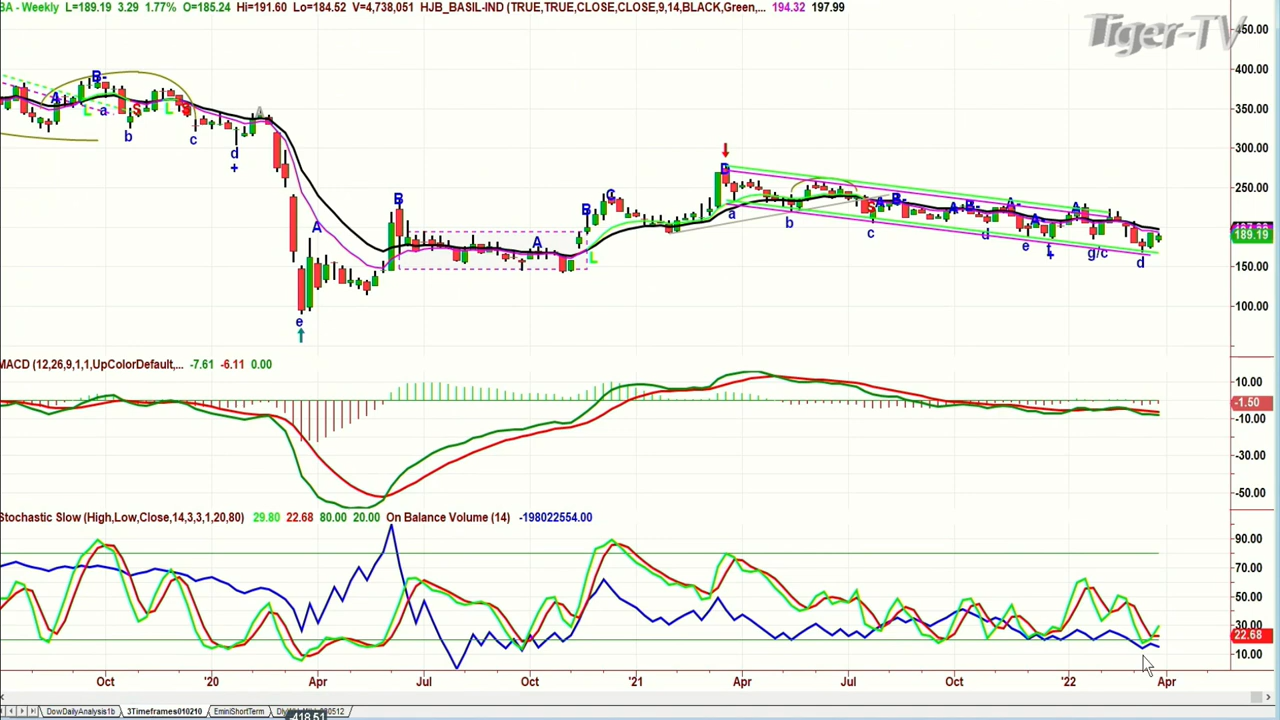 BA - Weekly L=189.19 3.29 1.77% O=185.24 Hi=191.60 Lo=184.52 V=4,738,051 HJB_BASIL-IND (TRUE,TRUE,CLOSE,CLOSE,9,14,BLACK,Green,... 194.32 197.99
Tiger-TV
450.00
400.00
350.00
300.00
250.00
189.19
150.00
100.00
A B- a L b S L S c d + A
e A B A B C L
B a b c A B- A B- d A- e A f A g/c d
MACD (12,26,9,1,1,UpColorDefault,... -7.61 -6.11 0.00
10.00
-1.50
-10.00
-30.00
-50.00
Stochastic Slow (High,Low,Close,14,3,3,1,20,80) 29.80 22.68 80.00 20.00 On Balance Volume (14) -198022554.00
90.00
70.00
50.00
30.00
22.68
10.00
Oct '20 Apr Jul Oct '21 Apr Jul Oct '22 Apr
DowDailyAnalysis1b 3Timeframes010210 EminiShortTerm
-418.51